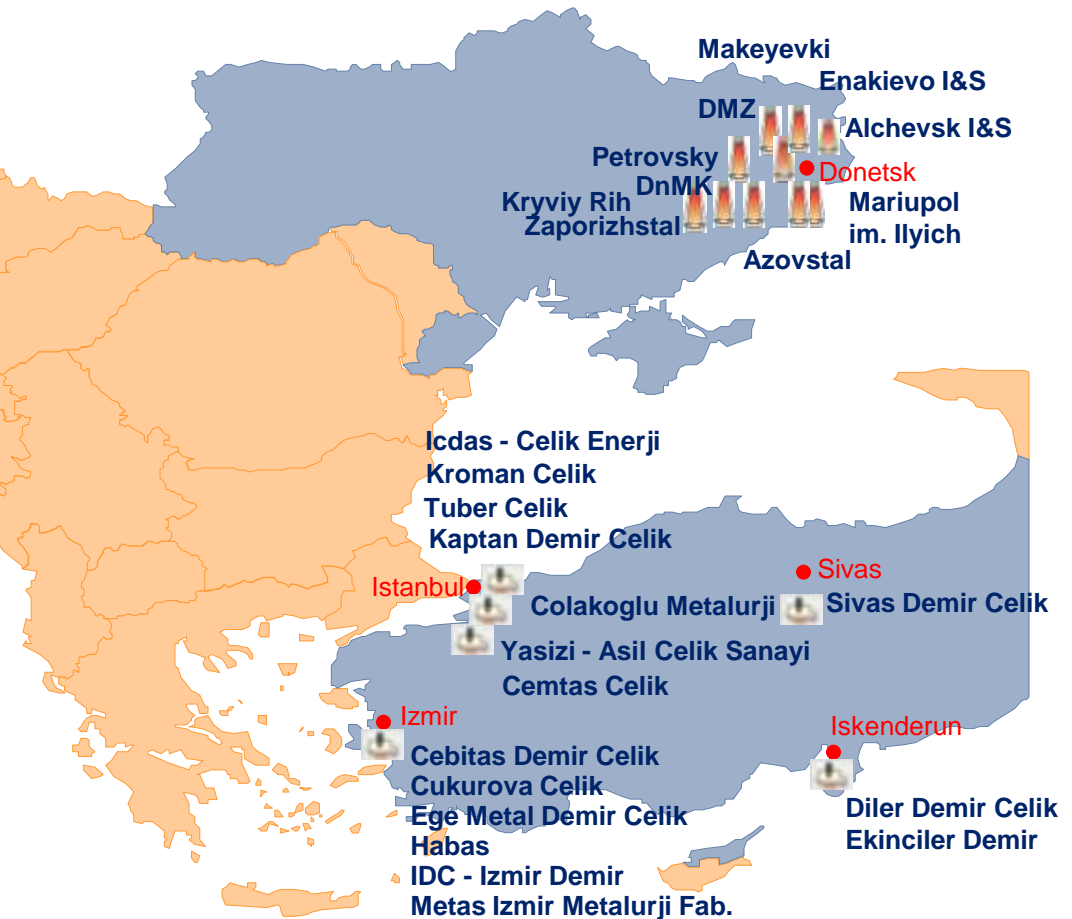 Makeyevki
Enakievo I&S
DMZ
Alchevsk I&S
Petrovsky
Donetsk
DnMK
Kryviy Rih
Mariupol
im. Ilyich
Zaporizhstal
Azovstal
Icdas - Celik Enerji
Kroman Celik
Tuber Celik
Kaptan Demir Celik
Istanbul
Sivas
Colakoglu Metalurji
Sivas Demir Celik
Yasizi - Asil Celik Sanayi
Cemtas Celik
Izmir
Iskenderun
Cebitas Demir Celik
Cukurova Celik
Ege Metal Demir Celik
Habas
IDC - Izmir Demir
Metas Izmir Metalurji Fab.
Diler Demir Celik
Ekinciler Demir